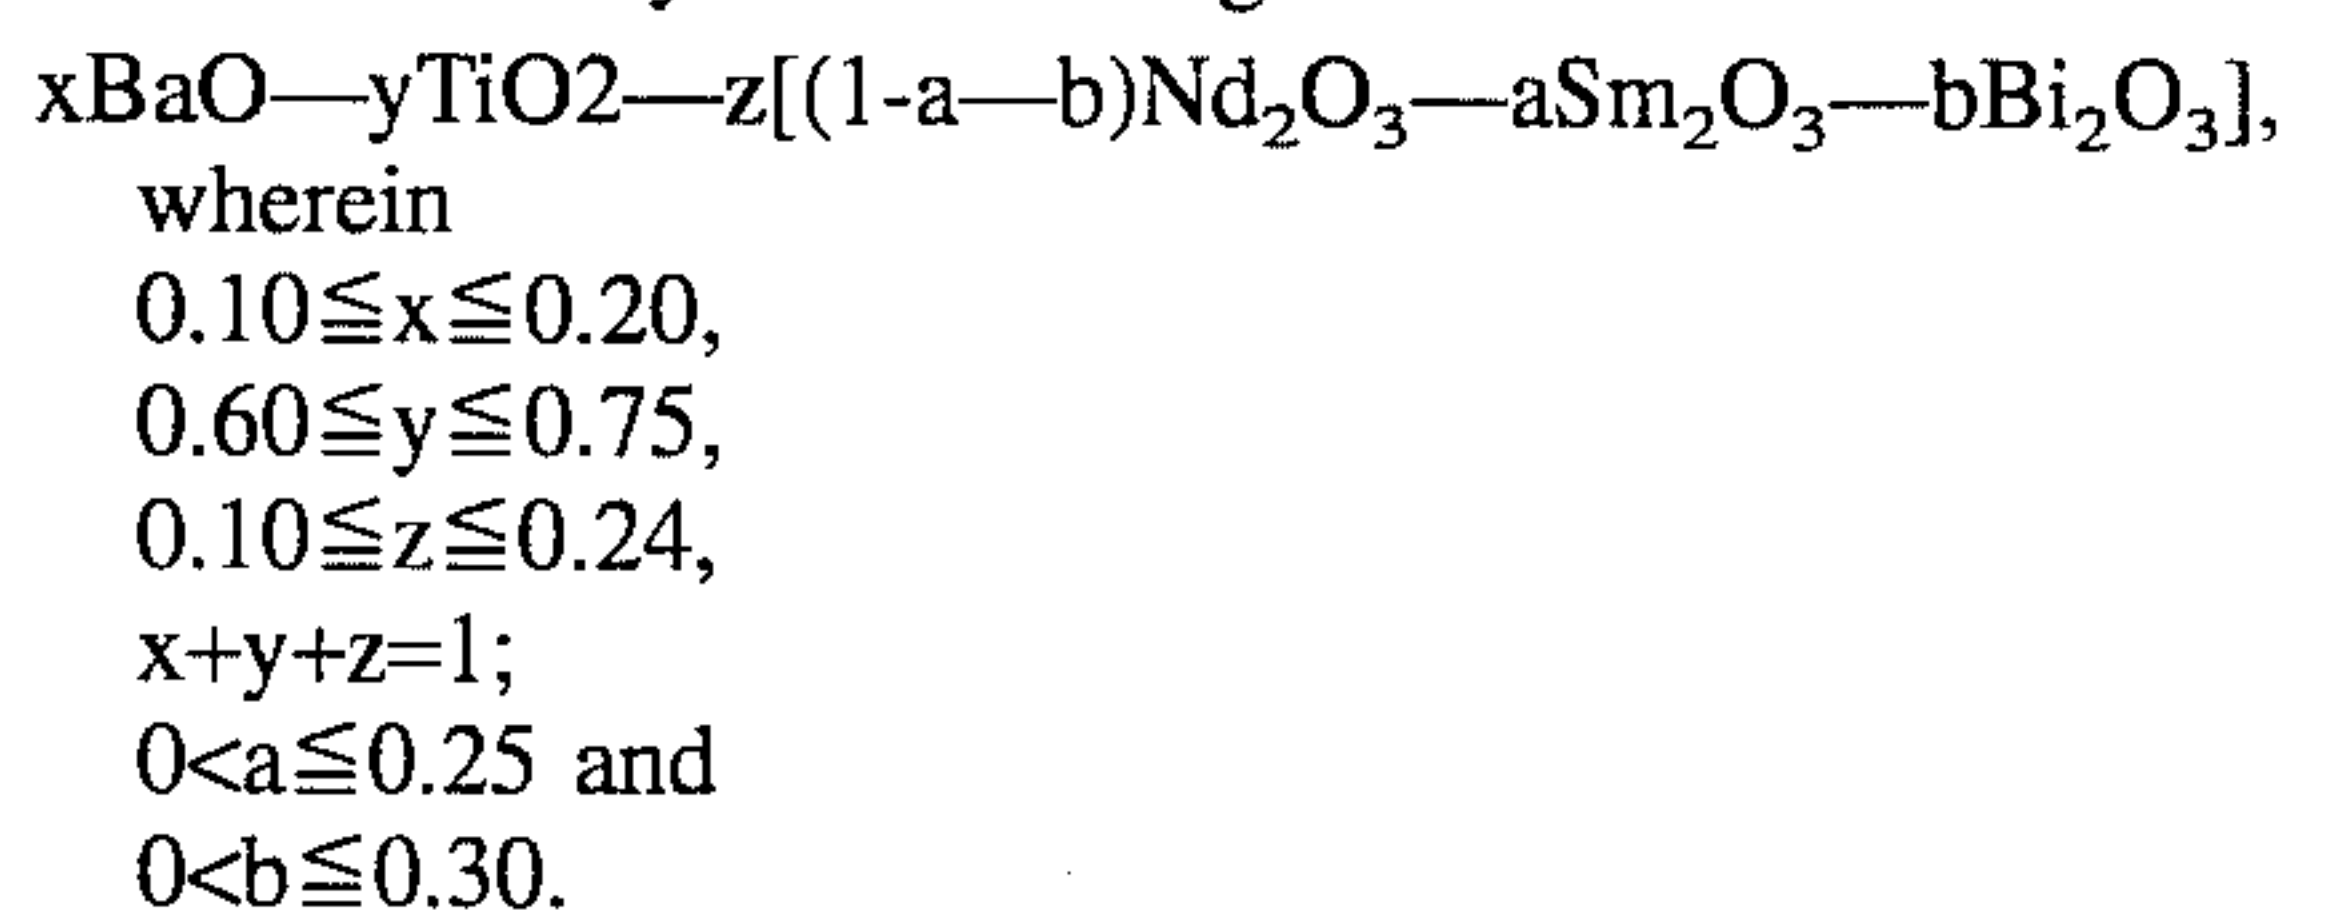 xBaO—yTiO2—z[(1-a—b)Nd₂O₃—aSm₂O₃—bBi₂O₃],
wherein
0.10≦x≦0.20,
0.60≦y≦0.75,
0.10≦z≦0.24,
x+y+z=1;
0<a≦0.25 and
0<b≦0.30.